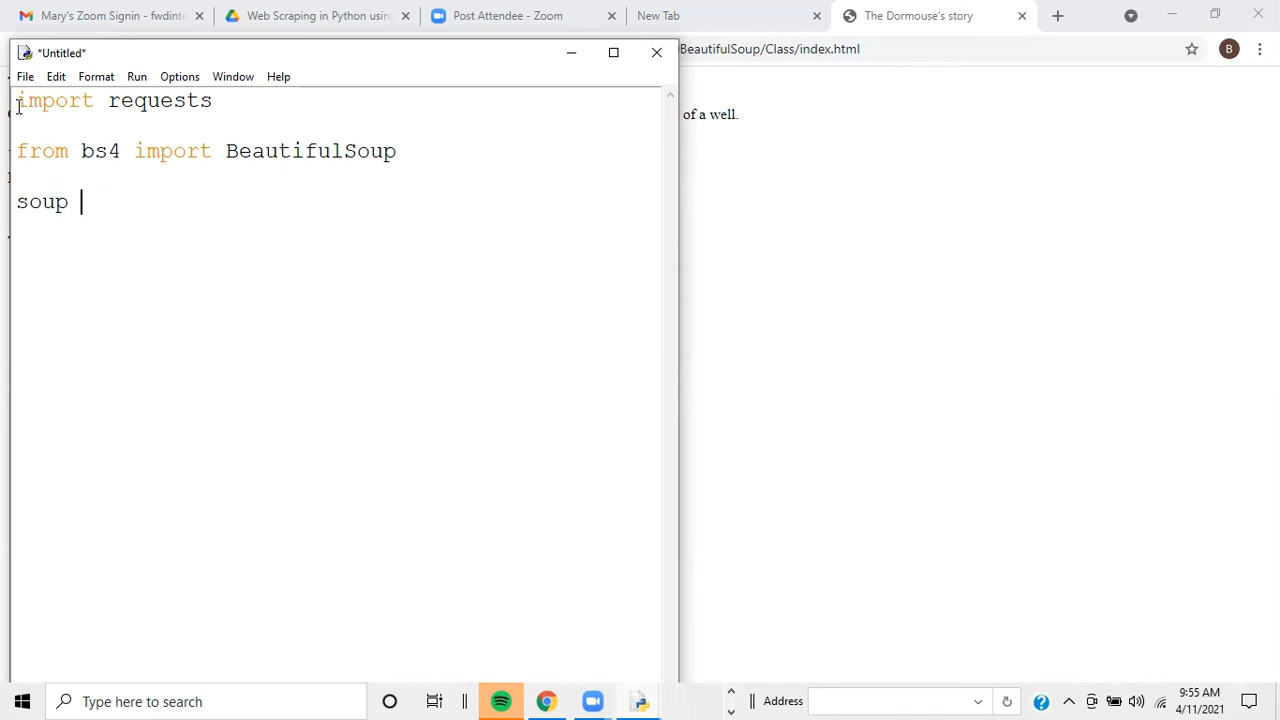 Mary's Zoom Signin - fwdinte
Web Scraping in Python using
Post Attendee - Zoom
New Tab
The Dormouse's story
*Untitled*
BeautifulSoup/Class/index.html
B
File Edit Format Run Options Window Help
import requests
of a well.
from bs4 import BeautifulSoup
soup
Type here to search
Address
9:55 AM
4/11/2021